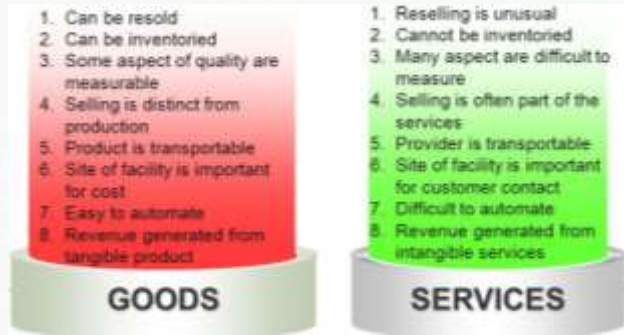 1. Can be resold
2. Can be inventoried
3. Some aspect of quality are
measurable
4. Selling is distinct from
production
5. Product is transportable
6. Site of facility is important
for cost
7. Easy to automate
8. Revenue generated from
tangible product
GOODS
1. Reselling is unusual
2. Cannot be inventoried
3. Many aspect are difficult to
measure
4. Selling is often part of the
services
5. Provider is transportable
6. Site of facility is important
for customer contact
7. Difficult to automate
8. Revenue generated from
intangible services
SERVICES